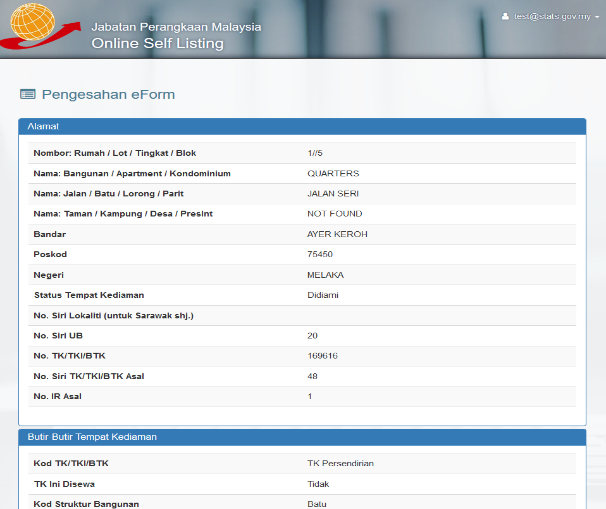 Jabatan Perangkaan Malaysia
Online Self Listing
test@stats.gov.my
Pengesahan eForm
Alamat
Nombor: Rumah / Lot / Tingkat / Blok 1//5
Nama: Bangunan / Apartment / Kondominium QUARTERS
Nama: Jalan / Batu / Lorong / Parit JALAN SERI
Nama: Taman / Kampung / Desa / Presint NOT FOUND
Bandar AYER KEROH
Poskod 75450
Negeri MELAKA
Status Tempat Kediaman Didiami
No. Siri Lokaliti (untuk Sarawak shj.)
No. Siri UB 20
No. TK/TKI/BTK 169616
No. Siri TK/TKI/BTK Asal 48
No. IR Asal 1
Butir Butir Tempat Kediaman
Kod TK/TKI/BTK TK Persendirian
TK Ini Disewa Tidak
Kod Struktur Bangunan Batu